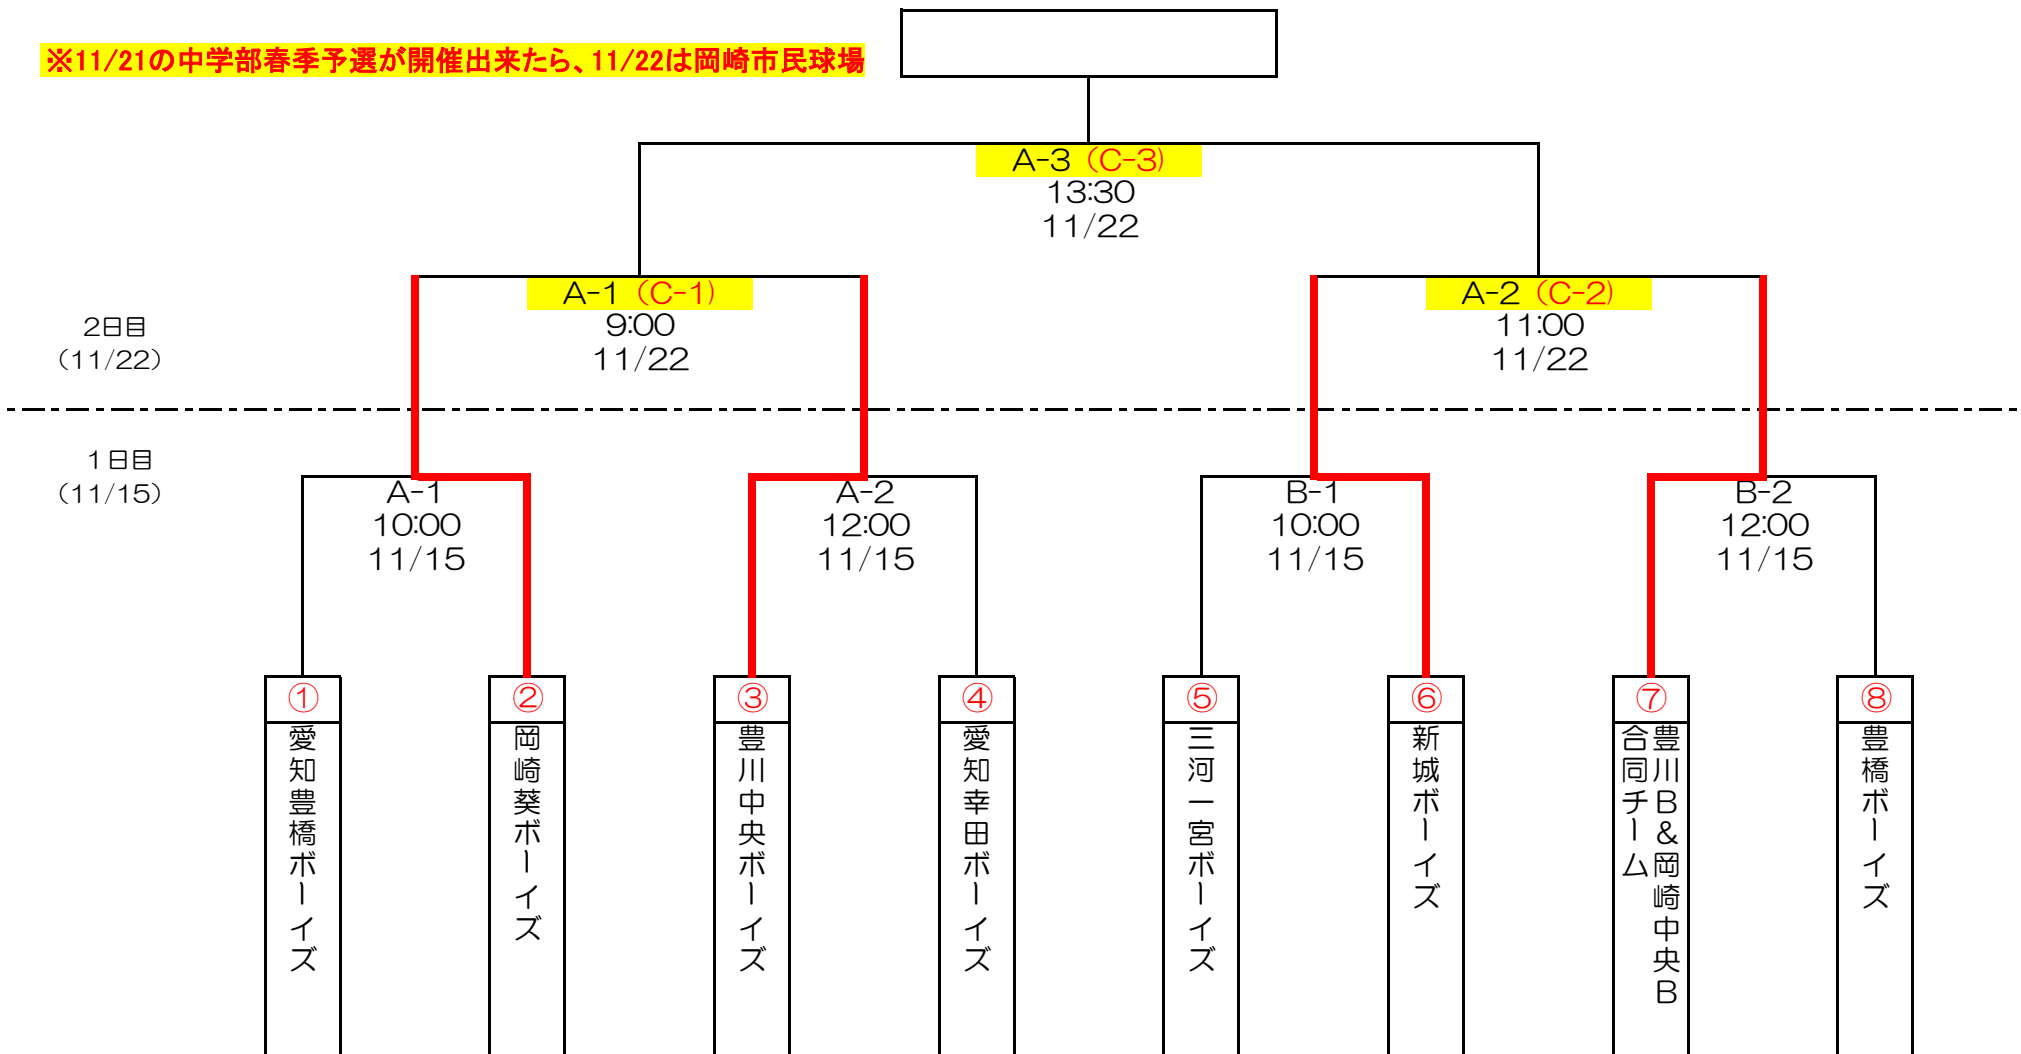 ※11/21の中学部春季予選が開催出来たら、11/22は岡崎市民球場
A-3（C-3）
13:30
11/22
A-1（C-1）
9:00
11/22
A-2（C-2）
11:00
11/22
2日目
（11/22）
1日目
（11/15）
A-1
10:00
11/15
A-2
12:00
11/15
B-1
10:00
11/15
B-2
12:00
11/15
①
愛知豊橋ボーイズ
②
岡崎葵ボーイズ
③
豊川中央ボーイズ
④
愛知幸田ボーイズ
⑤
三河一宮ボーイズ
⑥
新城ボーイズ
⑦
豊川B&岡崎中央B
合同チーム
⑧
豊橋ボーイズ